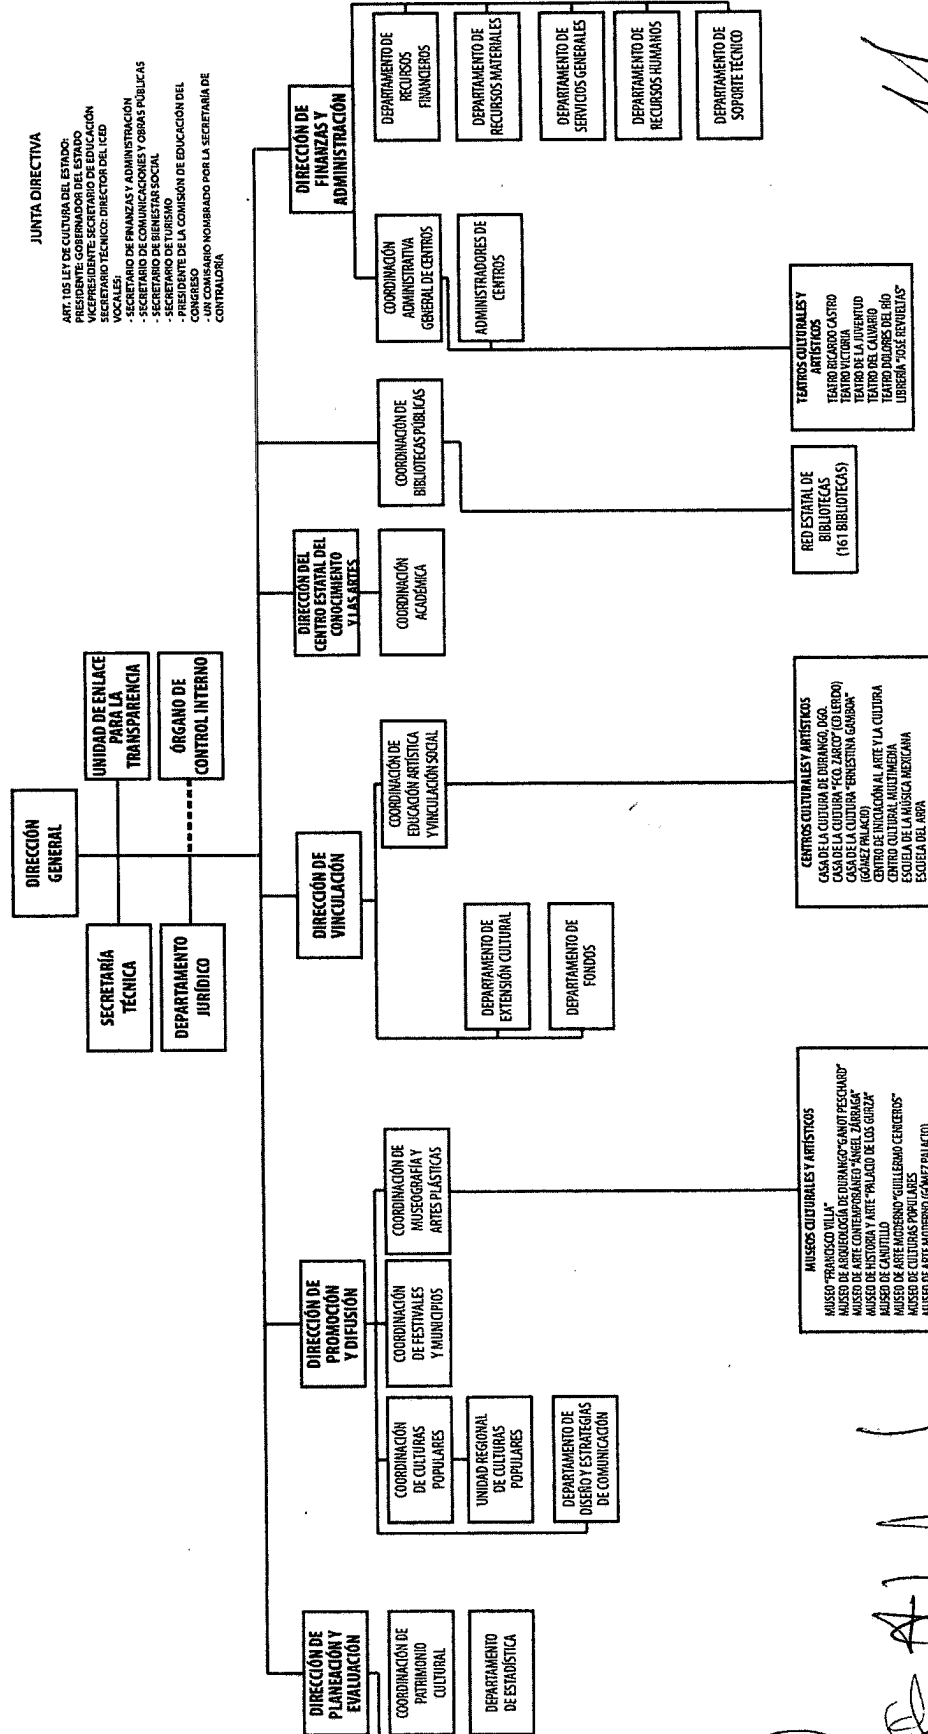 JUNTA DIRECTIVA
ART. 105 LEY DE CULTURA DEL ESTADO:
PRESIDENTE: GOBERNADOR DEL ESTADO
VICEPRESIDENTE: SECRETARIO DE EDUCACIÓN
SECRETARIO TÉCNICO: DIRECTOR DEL ICED
VOCALES:
- SECRETARIO DE FINANZAS Y ADMINISTRACIÓN
- SECRETARIO DE COMUNICACIONES Y OBRAS PÚBLICAS
- SECRETARIO DE BIENESTAR SOCIAL
- SECRETARIO DE TURISMO
- PRESIDENTE DE LA COMISIÓN DE EDUCACIÓN DEL
CONGRESO
- UN COMISARIO NOMBRADO POR LA SECRETARÍA DE
CONTRALORÍA
DIRECCIÓN
GENERAL
SECRETARÍA
TÉCNICA
UNIDAD DE ENLACE
PARA LA
TRANSPARENCIA
DEPARTAMENTO
JURÍDICO
ÓRGANO DE
CONTROL INTERNO
DIRECCIÓN DE
PLANEACIÓN Y
EVALUACIÓN
COORDINACIÓN DE
PATRIMONIO
CULTURAL
DEPARTAMENTO
DE ESTADÍSTICA
DIRECCIÓN DE
PROMOCIÓN
Y DIFUSIÓN
COORDINACIÓN
DE CULTURAS
POPULARES
UNIDAD REGIONAL
DE CULTURAS
POPULARES
DEPARTAMENTO DE
DISEÑO Y ESTRATEGIAS
DE COMUNICACIÓN
COORDINACIÓN
DE FESTIVALES
Y MUNICIPIOS
COORDINACIÓN DE
MUSEOGRAFÍA Y
ARTES PLÁSTICAS
MUSEOS CULTURALES Y ARTÍSTICOS
MUSEO "FRANCISCO VILLA"
MUSEO DE ARQUEOLOGÍA DE DURANGO"GANOT PESCHARD"
MUSEO DE ARTE CONTEMPORÁNEO "ÁNGEL ZÁRRAGA"
MUSEO DE HISTORIA Y ARTE "PALACIO DE LOS GURZA"
MUSEO DE CANUTILLO
MUSEO DE ARTE MODERNO "GUILLERMO CENICEROS"
MUSEO DE CULTURAS POPULARES
MUSEO DE ARTE MODERNO (GÓMEZ PALACIO)
DIRECCIÓN DE
VINCULACIÓN
DEPARTAMENTO DE
EXTENSIÓN CULTURAL
DEPARTAMENTO DE
FONDOS
COORDINACIÓN DE
EDUCACIÓN ARTÍSTICA
Y VINCULACIÓN SOCIAL
CENTROS CULTURALES Y ARTÍSTICOS
CASA DE LA CULTURA DE DURANGO, DGO.
CASA DE LA CULTURA "FCO. ZARCO" (CD LERDO)
CASA DE LA CULTURA "ERNESTINA GAMBOA"
(GÓMEZ PALACIO)
CENTRO DE INICIACIÓN AL ARTE Y LA CULTURA
CENTRO CULTURAL MULTIMEDIA
ESCUELA DE LA MÚSICA MEXICANA
ESCUELA DEL ARPA
DIRECCIÓN DEL
CENTRO ESTATAL DEL
CONOCIMIENTO
Y LAS ARTES
COORDINACIÓN
ACADÉMICA
COORDINACIÓN DE
BIBLIOTECAS PÚBLICAS
RED ESTATAL DE
BIBLIOTECAS
(161 BIBLIOTECAS)
DIRECCIÓN DE
FINANZAS Y
ADMINISTRACIÓN
COORDINACIÓN
ADMINISTRATIVA
GENERAL DE CENTROS
ADMINISTRADORES DE
CENTROS
TEATROS CULTURALES Y
ARTÍSTICOS
TEATRO RICARDO CASTRO
TEATRO VICTORIA
TEATRO DE LA JUVENTUD
TEATRO DEL CALVARIO
TEATRO DOLORES DEL RÍO
LIBRERÍA "JOSÉ REVUELTAS"
DEPARTAMENTO DE
RECURSOS
FINANCIEROS
DEPARTAMENTO DE
RECURSOS MATERIALES
DEPARTAMENTO DE
SERVICIOS GENERALES
DEPARTAMENTO DE
RECURSOS HUMANOS
DEPARTAMENTO DE
SOPORTE TÉCNICO